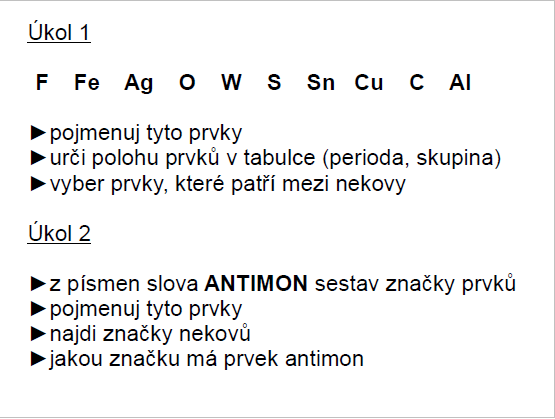 Úkol 1
F Fe Ag O W S Sn Cu C Al
►pojmenuj tyto prvky
►urči polohu prvků v tabulce (perioda, skupina)
►vyber prvky, které patří mezi nekovy
Úkol 2
►z písmen slova ANTIMON sestav značky prvků
►pojmenuj tyto prvky
►najdi značky nekovů
►jakou značku má prvek antimon